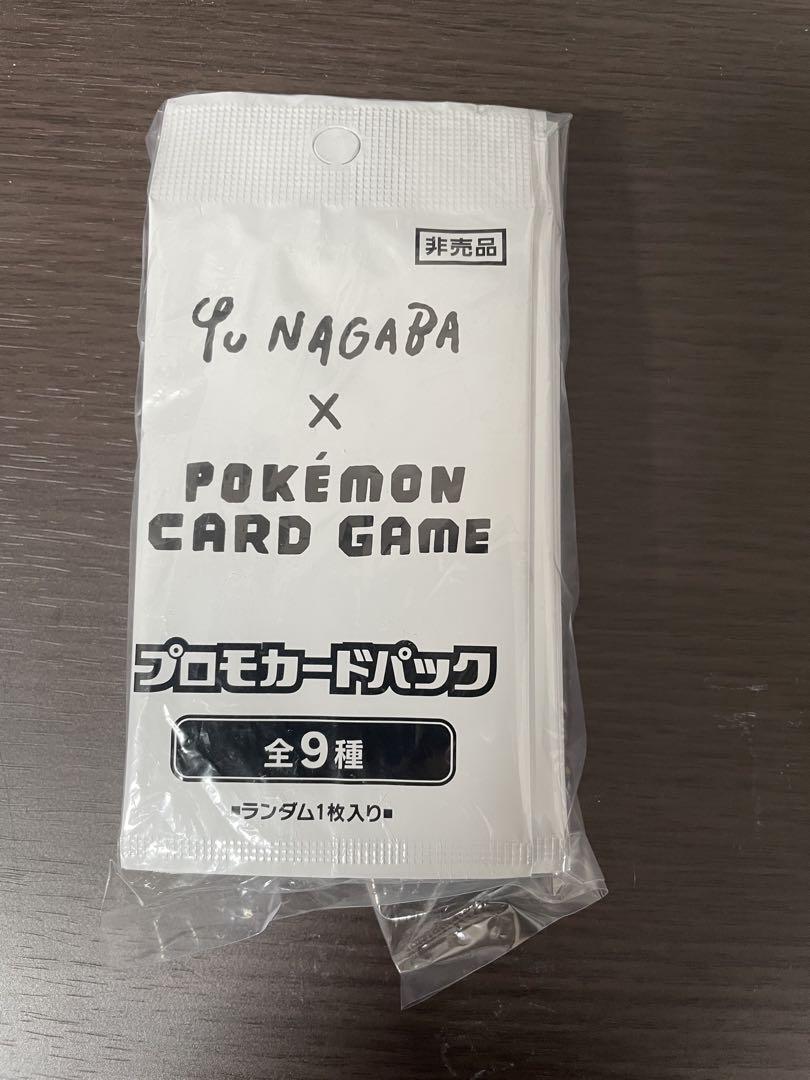 非売品
Yu NAGABA
X
POKÉMON
CARD GAME
プロモカードパック
全9種
■ランダム1枚入り■